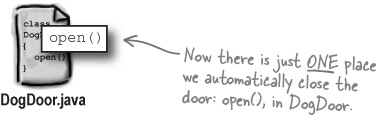 class
Dog
{
open()
open()
}
Now there is just ONE place
we automatically close the
door: open(), in DogDoor.
DogDoor.java